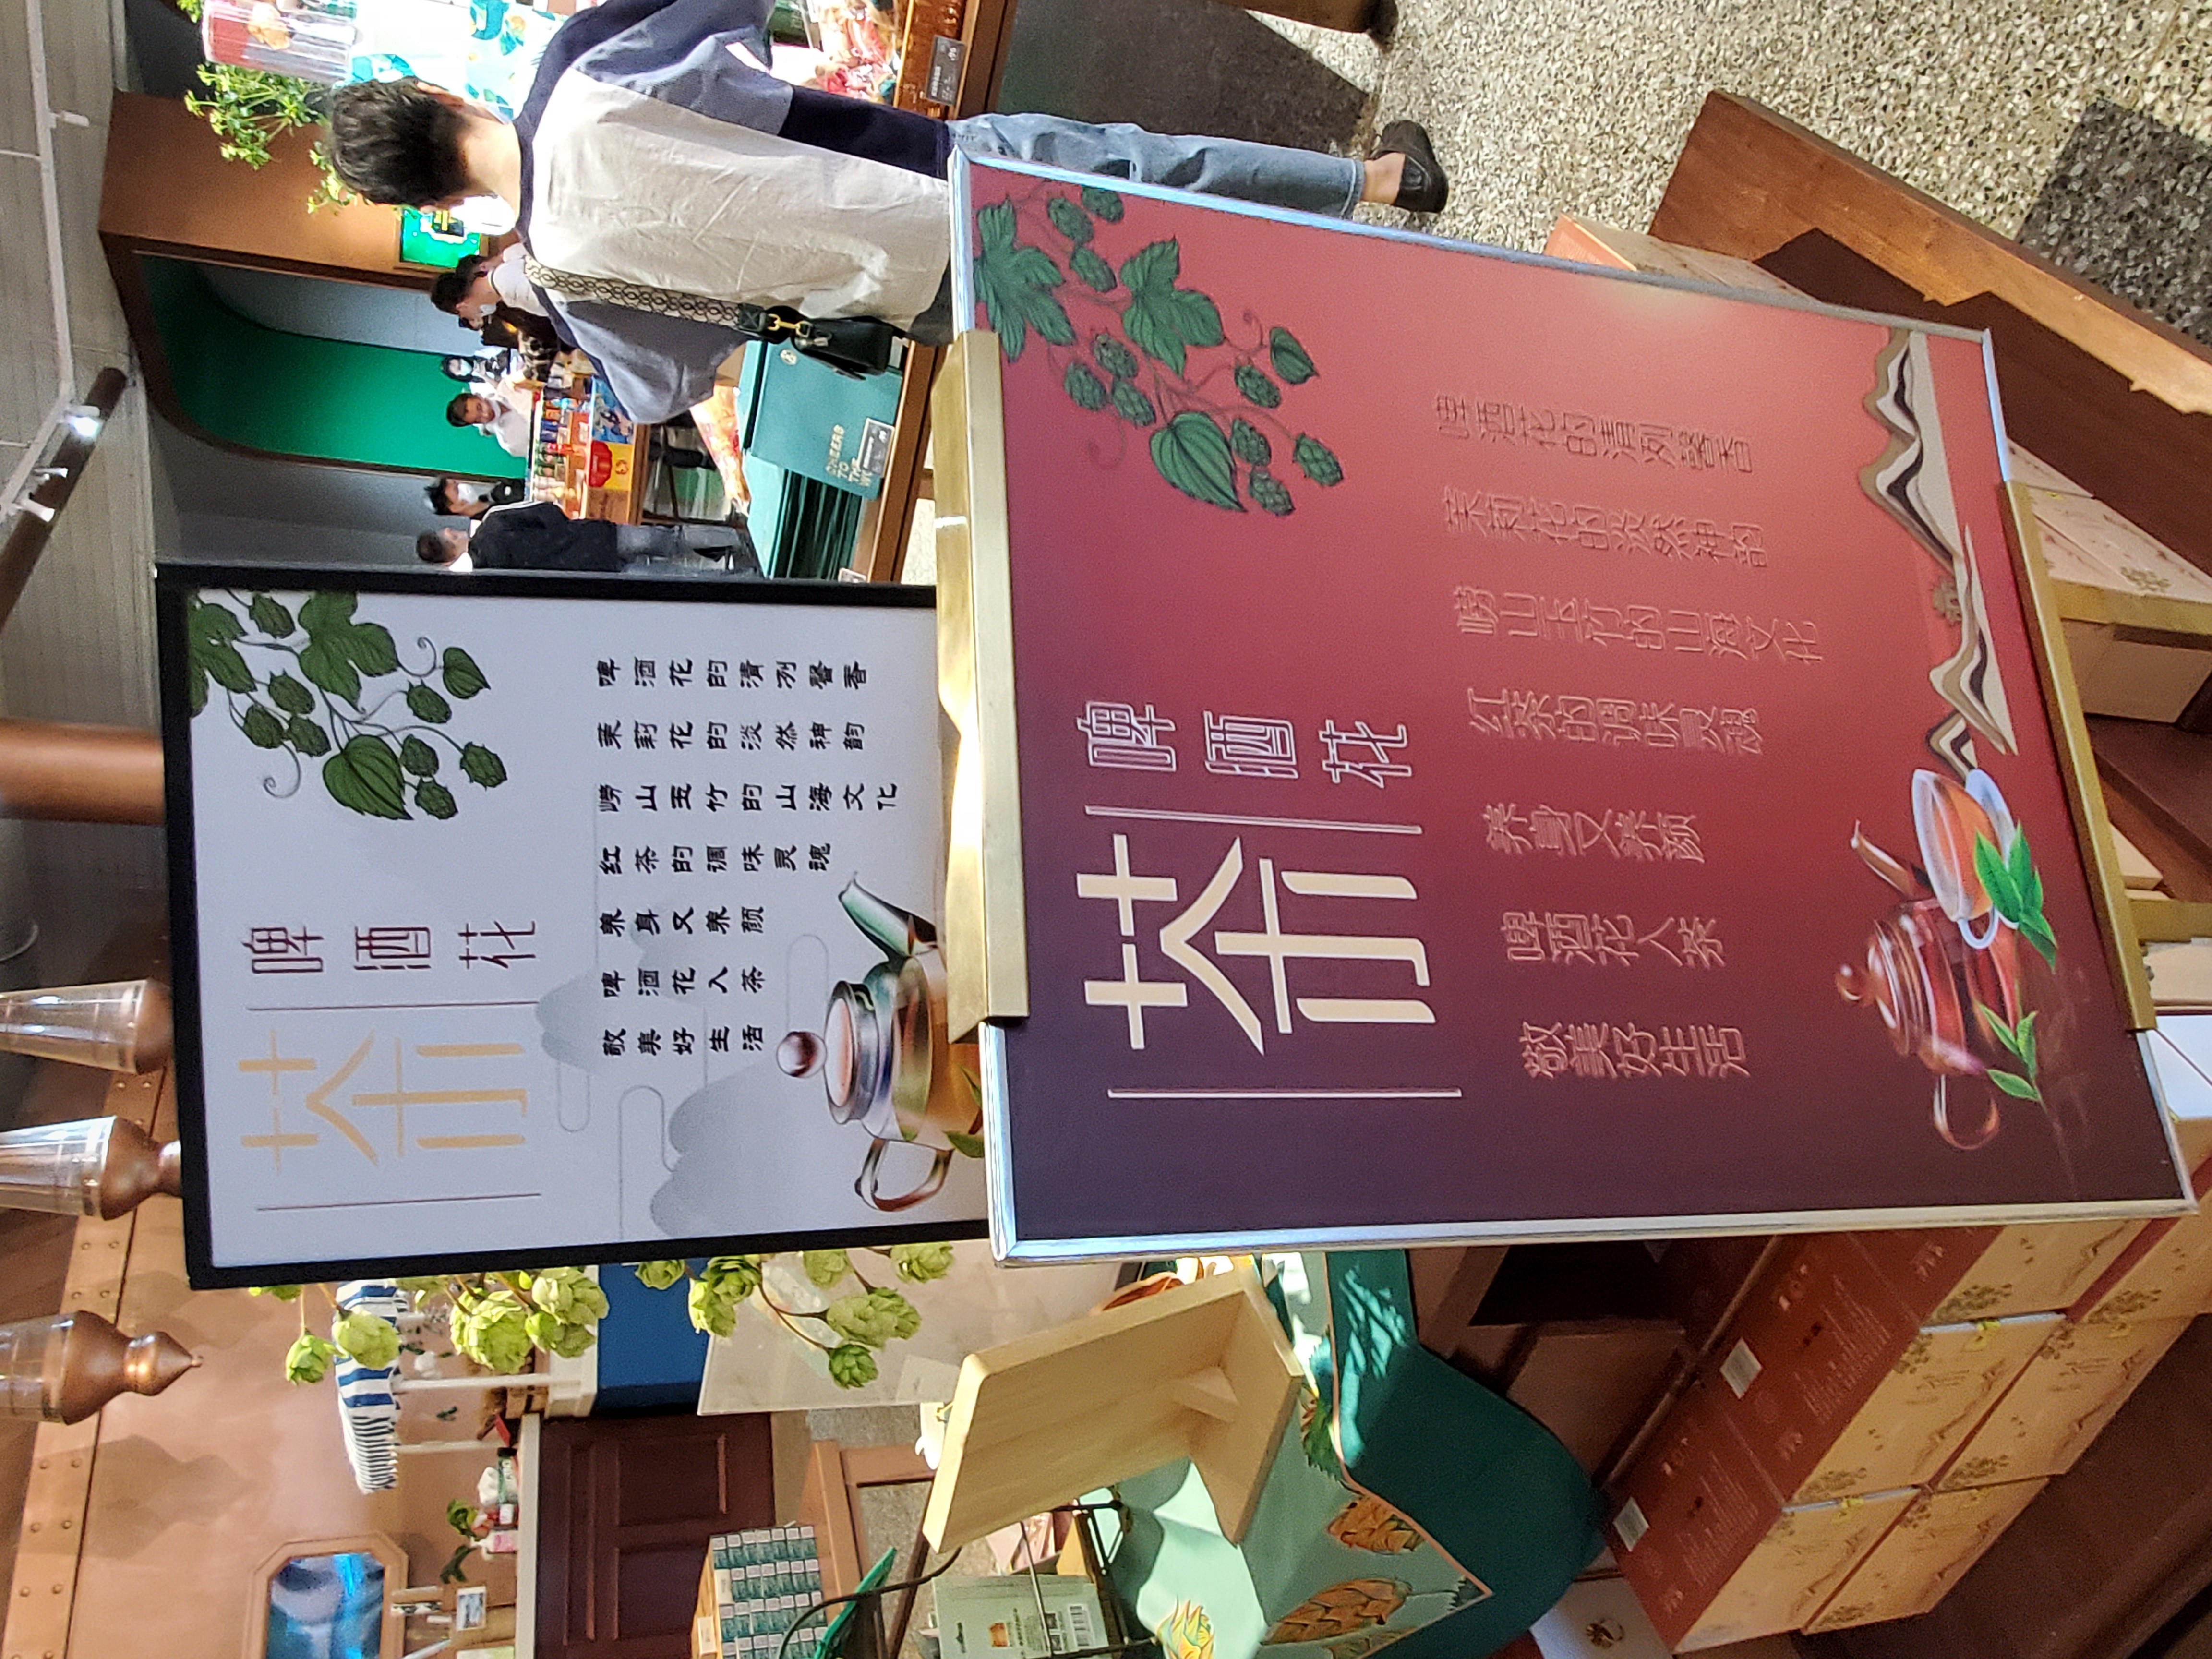 啤酒花
茶
啤酒花的清冽馨香
茉莉花的淡然神韵
崂山玉竹的山海文化
红茶的调味灵魂
养身又养颜
啤酒花入茶
敬美好生活
啤酒花
茶
啤酒花的清冽馨香
茉莉花的淡然神韵
崂山玉竹的山海文化
红茶的调味灵魂
养身又养颜
啤酒花入茶
敬美好生活
CHEERS
TO
THE